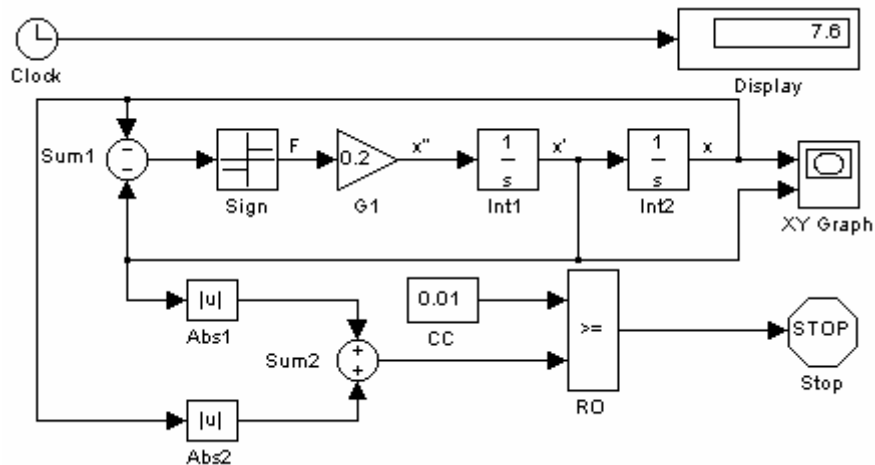 7.6
Clock
Display
Sum1
F
0.2
x"
1
s
x'
1
s
x
Sign
G1
Int1
Int2
XY Graph
|u|
0.01
Abs1
CC
>=
STOP
Sum2
Stop
|u|
RO
Abs2